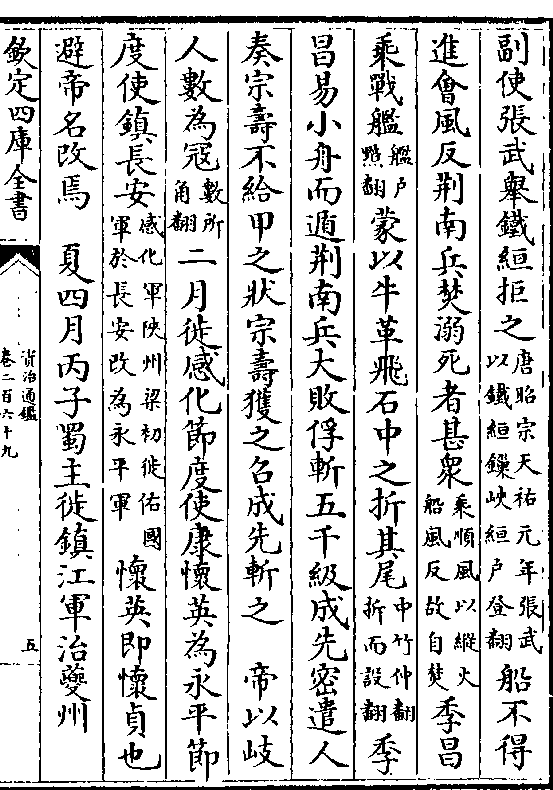 副使張武舉鐵絙拒之唐昭宗天祐元年張武以鐵絙鏁峽絙戸登翻船不得
進會風反荆南兵焚溺死者甚衆乘順風以縱火船風反故自焚季昌
乘戰艦艦户黯翻蒙以牛革飛石中之折其尾中竹仲翻折而設翻季
昌易小舟而遁荆南兵大敗俘斬五千級成先密遣人
奏宗壽不給甲之狀宗壽獲之召成先斬之　帝以岐
人數為寇數所角翻二月徙感化節度使康懷英為永平節
度使鎮長安感化軍陜州梁初徙佑國軍於長安改為永平軍懷英即懷貞也
避帝名改焉　夏四月丙子蜀主徙鎮江軍治夔州
欽定四庫全書
資治通鑑
卷二百六十九
五